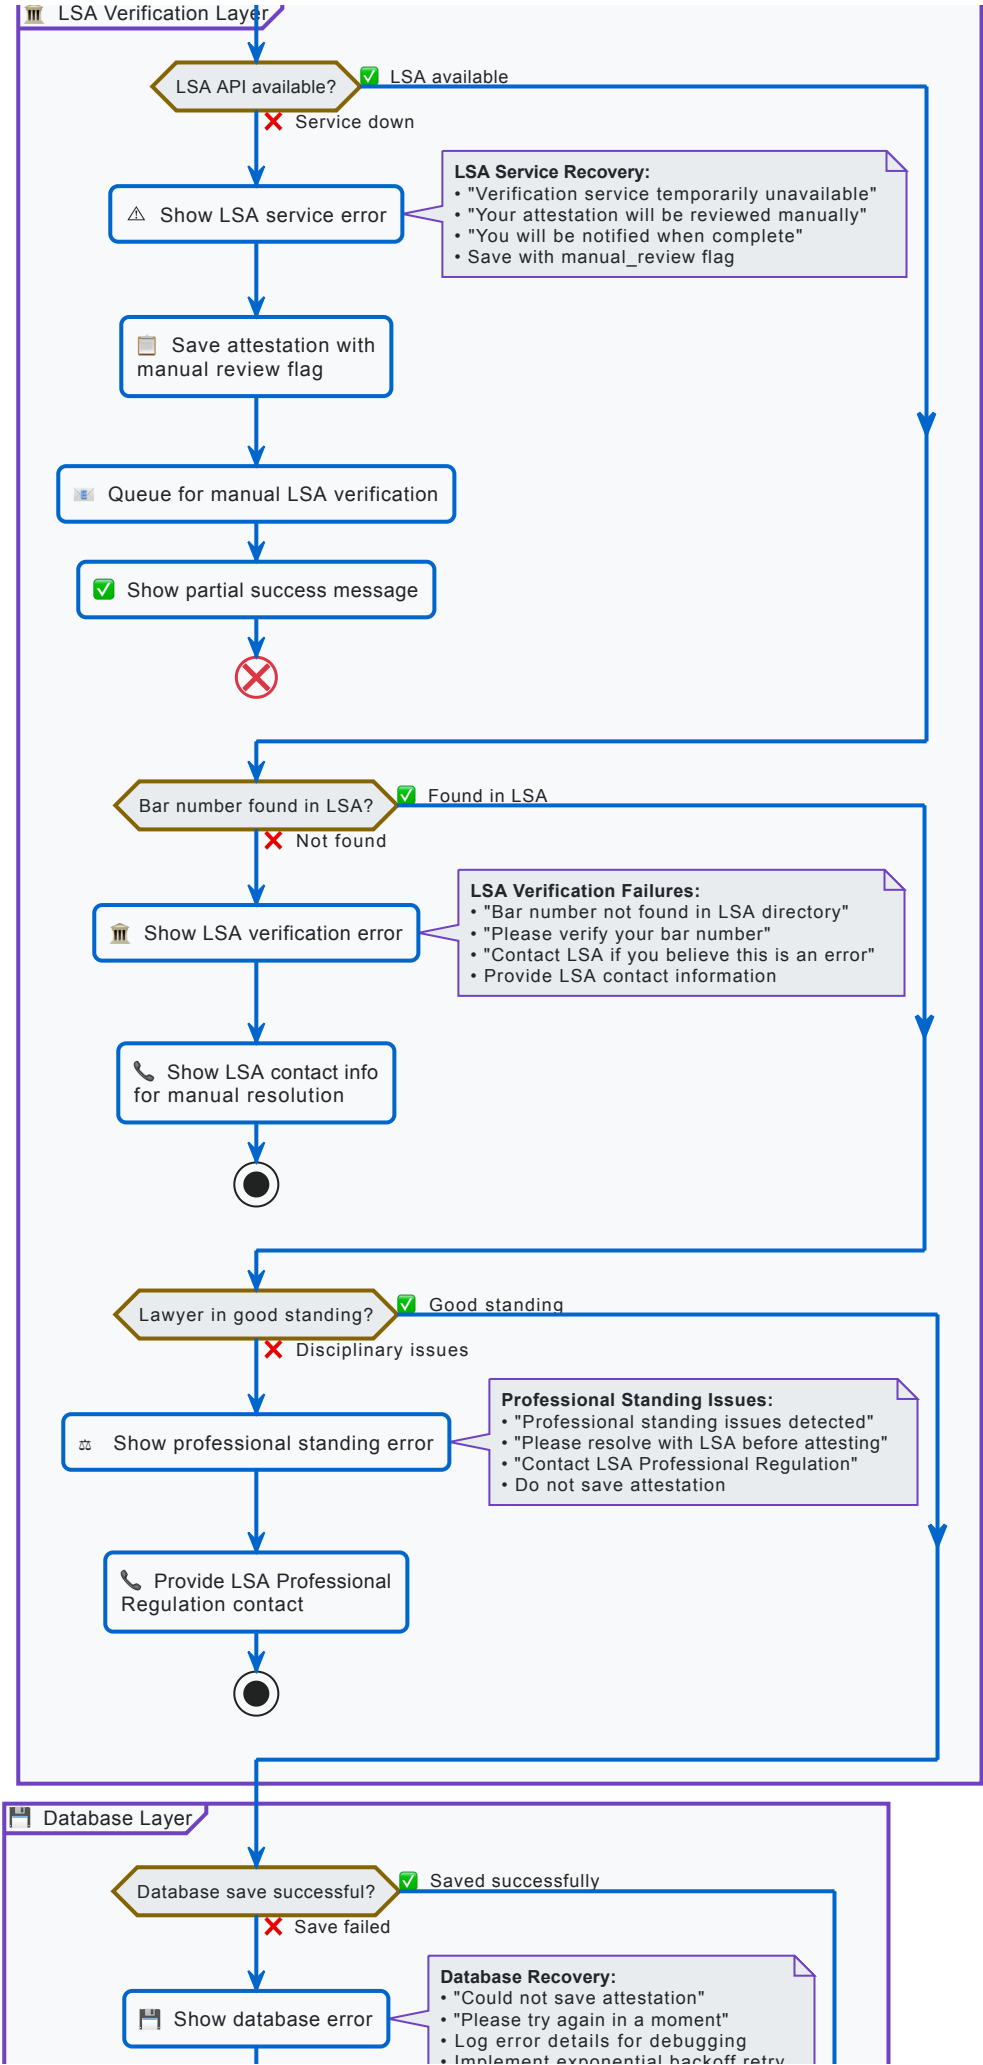 LSA Verification Layer
LSA API available?
LSA available
Service down
LSA Service Recovery:
• "Verification service temporarily unavailable"
• "Your attestation will be reviewed manually"
• "You will be notified when complete"
• Save with manual_review flag
Show LSA service error
Save attestation with
manual review flag
Queue for manual LSA verification
Show partial success message
Bar number found in LSA?
Found in LSA
Not found
LSA Verification Failures:
• "Bar number not found in LSA directory"
• "Please verify your bar number"
• "Contact LSA if you believe this is an error"
• Provide LSA contact information
Show LSA verification error
Show LSA contact info
for manual resolution
Lawyer in good standing?
Good standing
Disciplinary issues
Professional Standing Issues:
• "Professional standing issues detected"
• "Please resolve with LSA before attesting"
• "Contact LSA Professional Regulation"
• Do not save attestation
Show professional standing error
Provide LSA Professional
Regulation contact
Database Layer
Database save successful?
Saved successfully
Save failed
Database Recovery:
• "Could not save attestation"
• "Please try again in a moment"
• Log error details for debugging
• Implement exponential backoff retry
Show database error